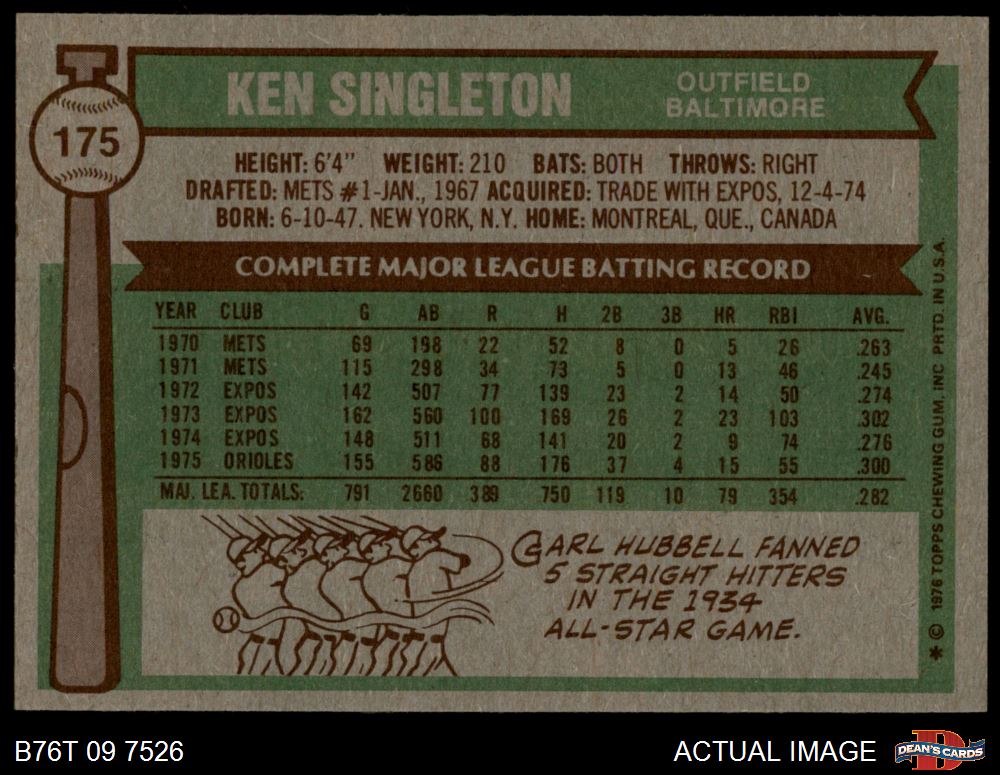 175
KEN SINGLETON
OUTFIELD
BALTIMORE
HEIGHT: 6'4" WEIGHT: 210 BATS: BOTH THROWS: RIGHT
DRAFTED: METS #1-JAN., 1967 ACQUIRED: TRADE WITH EXPOS, 12-4-74
BORN: 6-10-47. NEW YORK, N.Y. HOME: MONTREAL, QUE., CANADA
COMPLETE MAJOR LEAGUE BATTING RECORD
YEAR CLUB G AB R H 2B 3B HR RBI AVG.
1970 METS 69 198 22 52 8 0 5 26 .263
1971 METS 115 298 34 73 5 0 13 46 .245
1972 EXPOS 142 507 77 139 23 2 14 50 .274
1973 EXPOS 162 560 100 169 26 2 23 103 .302
1974 EXPOS 148 511 68 141 20 2 9 74 .276
1975 ORIOLES 155 586 88 176 37 4 15 55 .300
MAJ. LEA. TOTALS. 791 2660 389 750 119 10 79 354 .282
CARL HUBBELL FANNED
5 STRAIGHT HITTERS
IN THE 1934
ALL-STAR GAME.
* © 1976 TOPPS CHEWING GUM, INC PRTD. IN U.S.A.
B76T 09 7526
ACTUAL IMAGE
D
DEAN'S CARDS